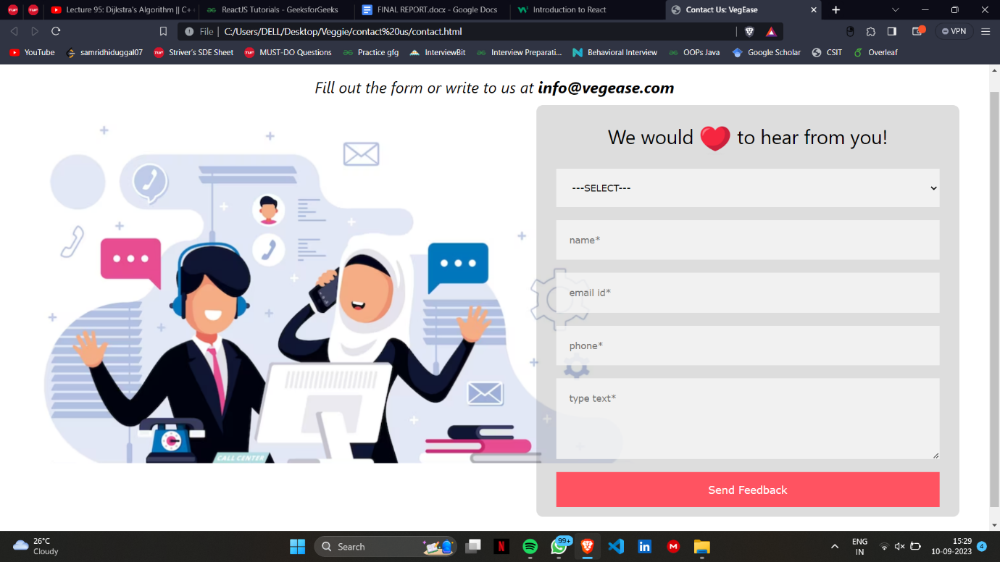 Lecture 95: Dijkstra's Algorithm || C+
ReactJS Tutorials - GeeksforGeeks
FINAL REPORT.docx - Google Docs
Introduction to React
Contact Us: VegEase
File
C:/Users/DELL/Desktop/Veggie/contact%20us/contact.html
VPN
YouTube
samridhiduggal07
Striver's SDE Sheet
MUST-DO Questions
Practice gfg
InterviewBit
Interview Preparati...
Behavioral Interview
OOPs Java
Google Scholar
CSIT
Overleaf
Fill out the form or write to us at info@vegease.com
We would ❤ to hear from you!
---SELECT---
name*
email id*
phone*
type text*
Send Feedback
CALL CENTER
26°C
Cloudy
Search
99+
ENG
IN
15:29
10-09-2023
4